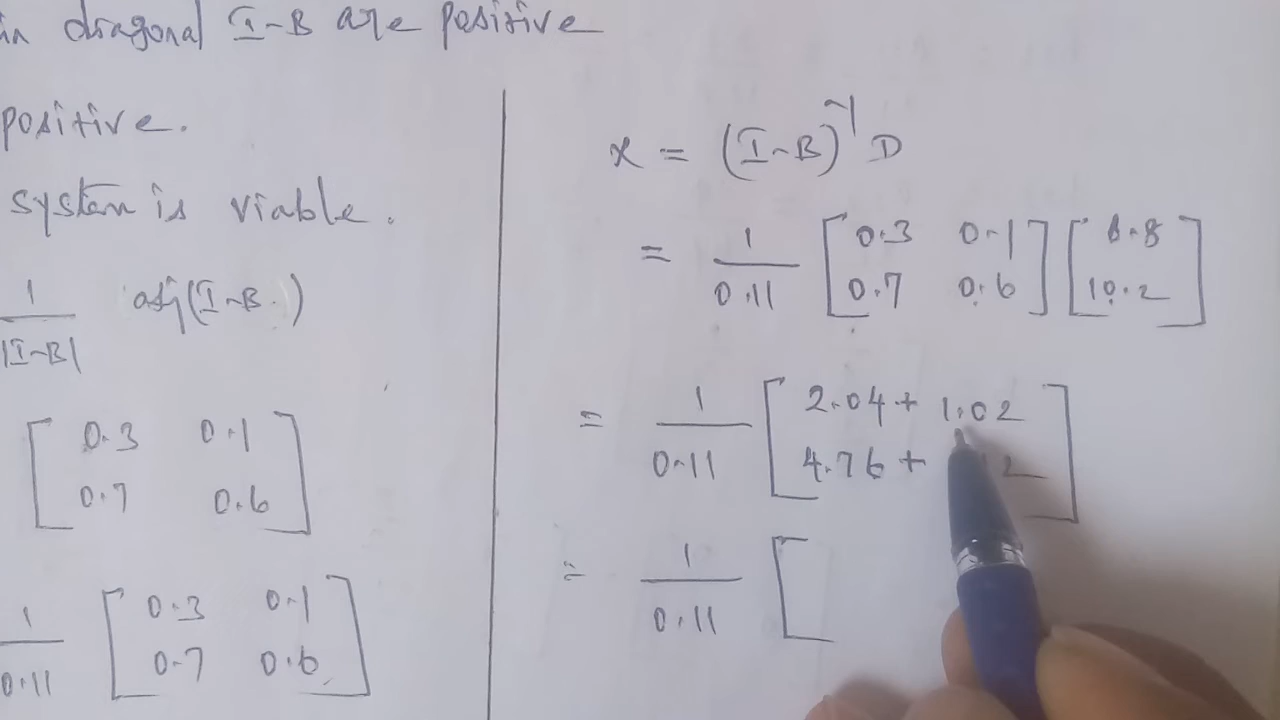 in diagonal I-B are positive
positive.
system is viable.
1
|I-B| adj(I-B)
0.3 0.1
0.7 0.6
1
0.11
0.3 0.1
0.7 0.6
x = (I-B)⁻¹ D
= 1/0.11 [0.3 0.1] [6.8]
[0.7 0.6] [10.2]
= 1/0.11 [2.04 + 1.02]
[4.76 + 12]
= 1/0.11 [